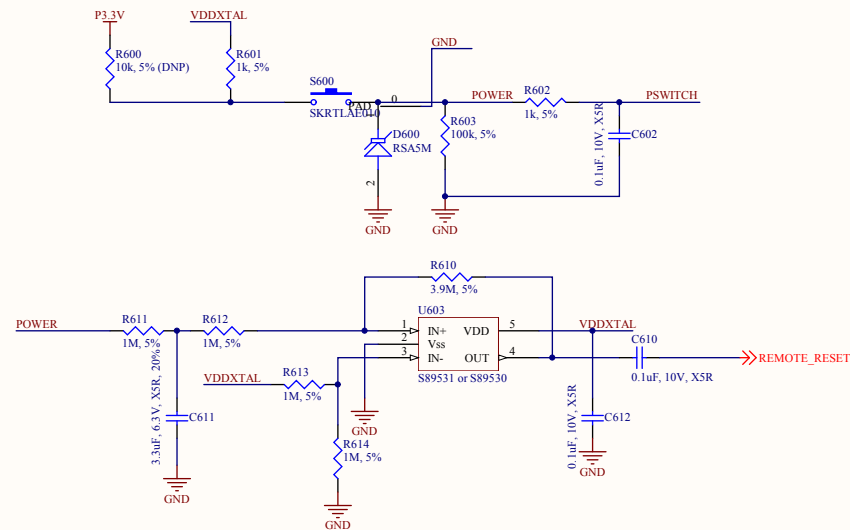 P3.3V
VDDXTAL
R600
10k, 5% (DNP)
R601
1k, 5%
GND
S600
PAD
0
SKRTLAE010
1
D600
RSA5M
2
GND
R603
100k, 5%
GND
POWER
R602
1k, 5%
PSWITCH
C602
0.1uF, 10V, X5R
R610
3.9M, 5%
U603
POWER
R611
1M, 5%
R612
1M, 5%
1
IN+
VDD
5
2
Vss
3
IN-
OUT
4
S89531 or S89530
VDDXTAL
C610
0.1uF, 10V, X5R
REMOTE_RESET
VDDXTAL
R613
1M, 5%
C611
3.3uF, 6.3V, X5R, 20%
GND
GND
R614
1M, 5%
GND
C612
0.1uF, 10V, X5R
GND